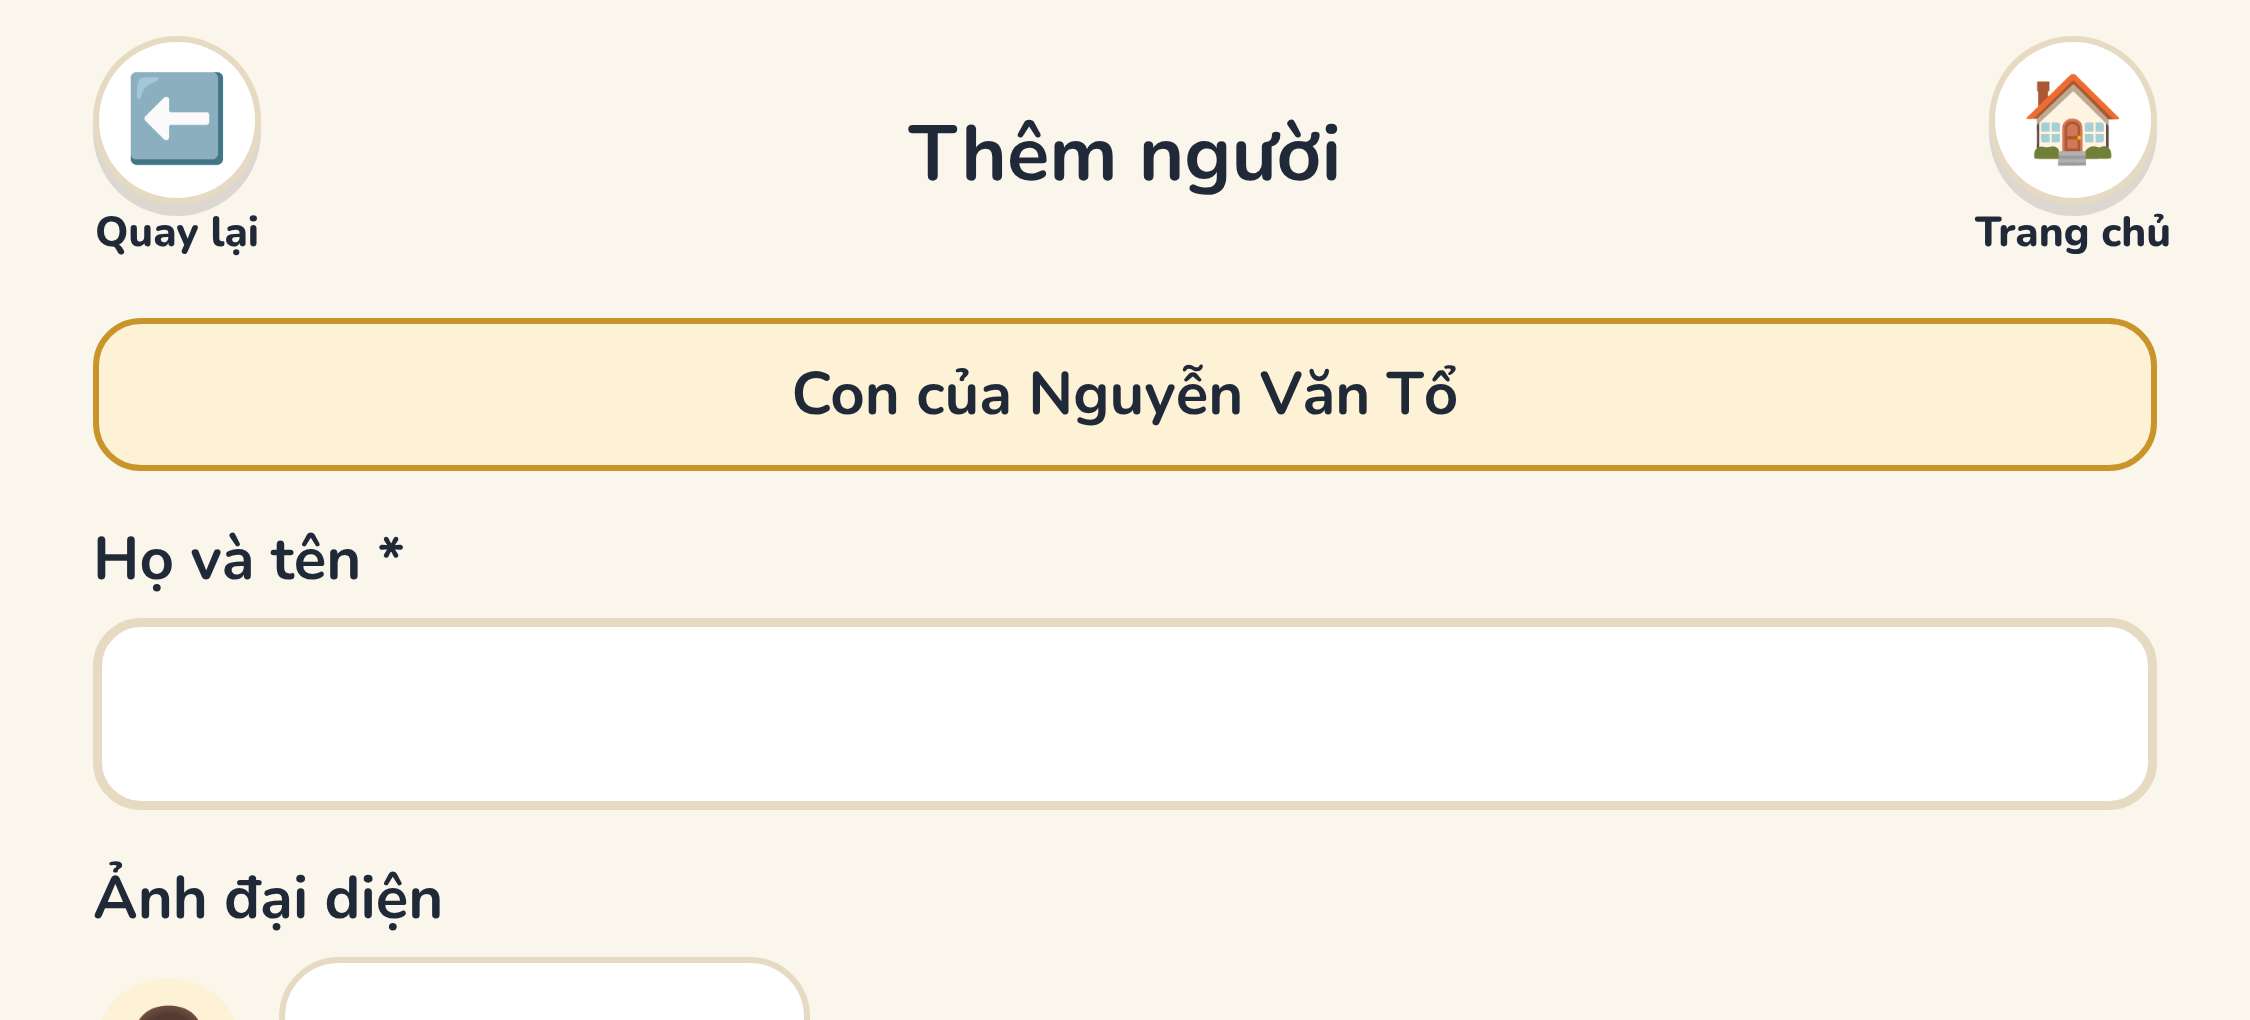 Thêm người
Quay lại
Trang chủ
Con của Nguyễn Văn Tổ
Họ và tên *
Ảnh đại diện